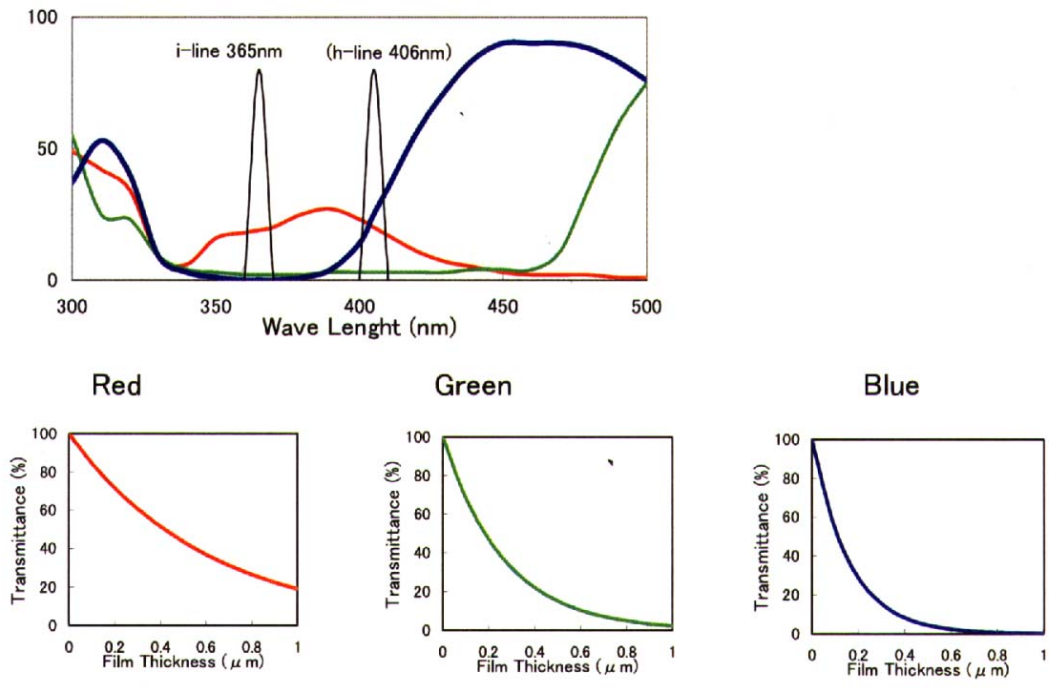 100
i-line 365nm (h-line 406nm)
50
0
300 350 400 450 500
Wave Lenght (nm)
Red Green Blue
100 100 100
80 80 80
60 60 60
40 40 40
20 20 20
0 0 0
Transmittance (%) Transmittance (%) Transmittance (%)
0 0.2 0.4 0.6 0.8 1 0 0.2 0.4 0.6 0.8 1 0 0.2 0.4 0.6 0.8 1
Film Thickness (μm) Film Thickness (μm) Film Thickness (μm)